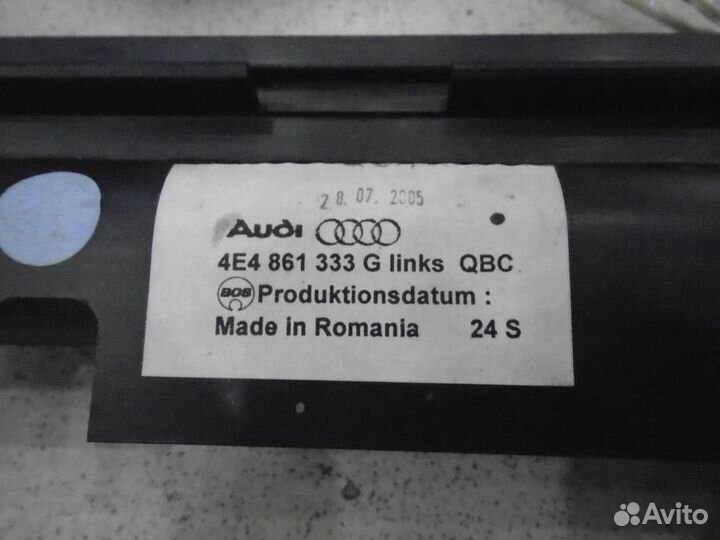 28. 07. 2005
Audi
4E4 861 333 G links QBC
BOS Produktionsdatum :
Made in Romania 24 S
Avito